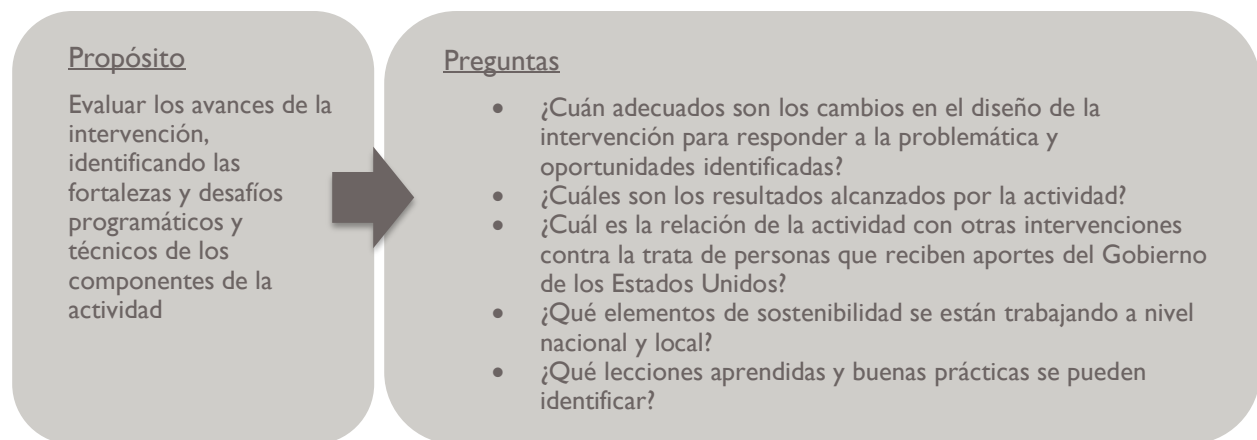 Propósito
Evaluar los avances de la
intervención,
identificando las
fortalezas y desafíos
programáticos y
técnicos de los
componentes de la
actividad
Preguntas
• ¿Cuán adecuados son los cambios en el diseño de la
intervención para responder a la problemática y
oportunidades identificadas?
• ¿Cuáles son los resultados alcanzados por la actividad?
• ¿Cuál es la relación de la actividad con otras intervenciones
contra la trata de personas que reciben aportes del Gobierno
de los Estados Unidos?
• ¿Qué elementos de sostenibilidad se están trabajando a nivel
nacional y local?
• ¿Qué lecciones aprendidas y buenas prácticas se pueden
identificar?